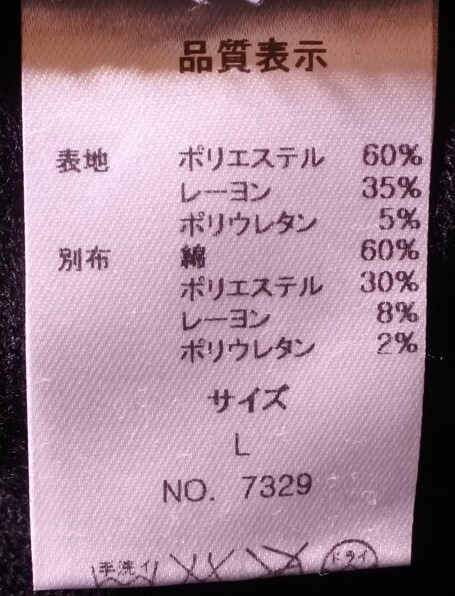 品質表示
表地 ポリエステル 60%
レーヨン 35%
ポリウレタン 5%
別布 綿 60%
ポリエステル 30%
レーヨン 8%
ポリウレタン 2%
サイズ
L
NO. 7329
手洗イ ドライ